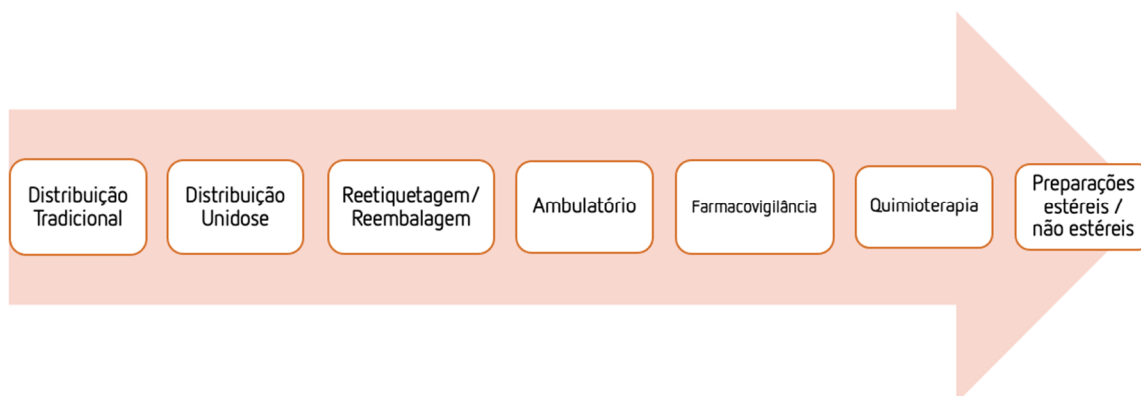 Distribuição
Tradicional
Distribuição
Unidose
Reetiquetagem/
Reembalagem
Ambulatório
Farmacovigilância
Quimioterapia
Preparações
estéreis /
não estéreis